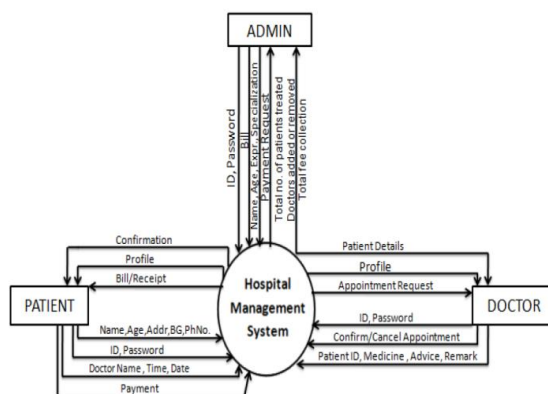 ADMIN
ID, Password
Bill
Name, Age, Expr, Specialization
Payment Request
Total no. of patients treated
Doctors added or removed
Total fee collection
Confirmation
Profile
Bill/Receipt
PATIENT
Name,Age,Addr,BG,PhNo.
ID, Password
Doctor Name , Time, Date
Payment
Hospital
Management
System
Patient Details
Profile
Appointment Request
DOCTOR
ID, Password
Confirm/Cancel Appointment
Patient ID, Medicine , Advice , Remark